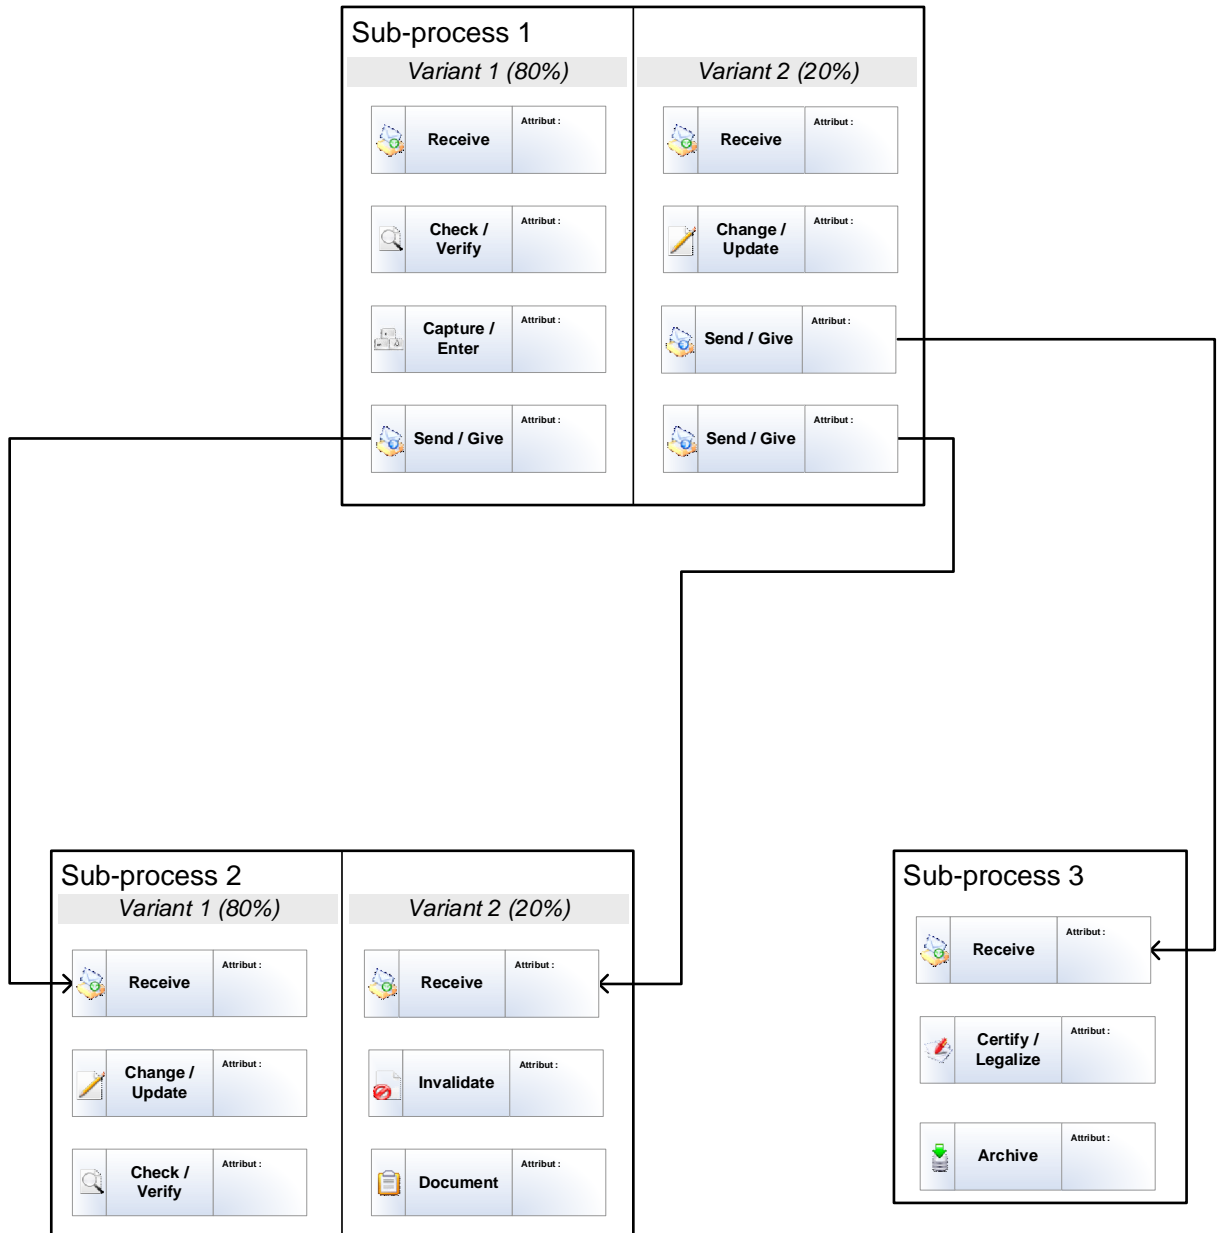 Sub-process 1
Variant 1 (80%)
Variant 2 (20%)
Receive
Attribut :
Receive
Attribut :
Check /
Verify
Attribut :
Change /
Update
Attribut :
Capture /
Enter
Attribut :
Send / Give
Attribut :
Send / Give
Attribut :
Send / Give
Attribut :
Sub-process 2
Variant 1 (80%)
Variant 2 (20%)
Receive
Attribut :
Receive
Attribut :
Change /
Update
Attribut :
Invalidate
Attribut :
Check /
Verify
Attribut :
Document
Attribut :
Sub-process 3
Receive
Attribut :
Certify /
Legalize
Attribut :
Archive
Attribut :